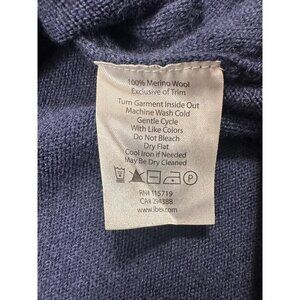 100% Merino Wool
Exclusive of Trim
Turn Garment Inside Out
Machine Wash Cold
Gentle Cycle
With Like Colors
Do Not Bleach
Dry Flat
Cool Iron if Needed
May Be Dry Cleaned
RN# 115719
CA# 294388
www.ibex.com